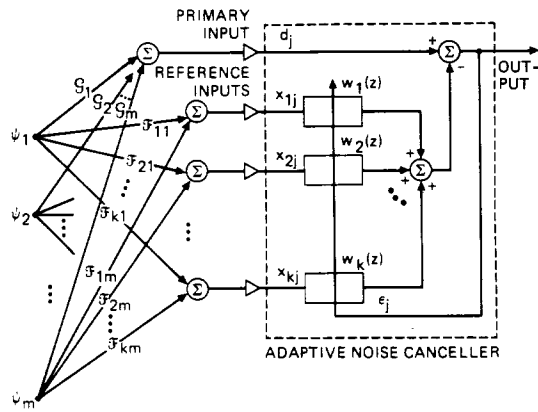 PRIMARY
INPUT
d_j
+
Σ
Σ
−
OUT-
PUT
REFERENCE
INPUTS
𝒢_1
𝒢_2
...
𝒢_m
ℱ_11
Σ
x_1j
w_1(z)
ψ_1
ℱ_21
Σ
x_2j
w_2(z)
+
+
Σ
+
...
ℱ_k1
ψ_2
...
...
...
...
ℱ_1m
Σ
x_kj
w_k(z)
ϵ_j
ℱ_2m
...
...
ℱ_km
ADAPTIVE NOISE CANCELLER
ψ_m